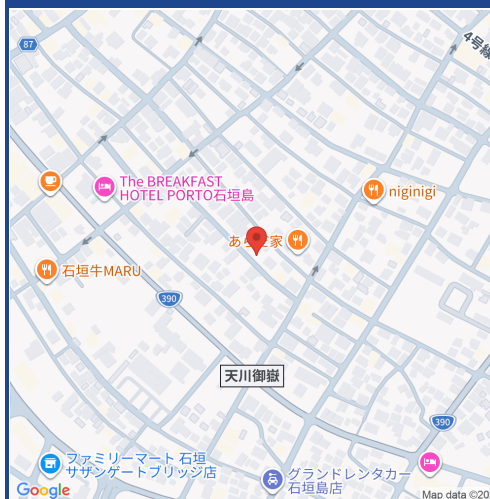 87
4号線
The BREAKFAST
HOTEL PORTO石垣島
niginigi
石垣牛MARU
390
天川御嶽
390
ファミリーマート 石垣
サザンゲートブリッジ店
グランドレンタカー
石垣島店
Google
Map data ©20